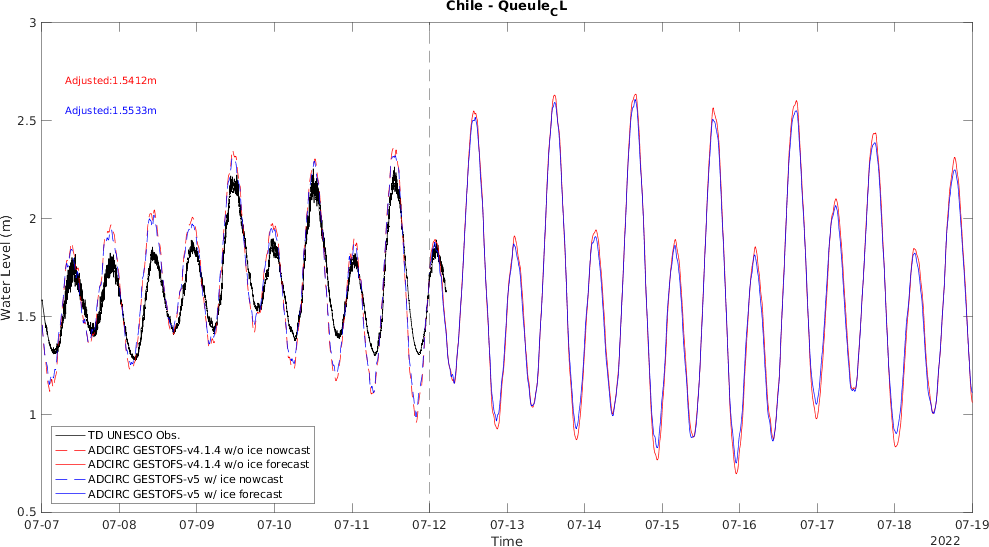 Chile - Queule_CL
Adjusted:1.5412m
Adjusted:1.5533m
Water Level (m)
3
2.5
2
1.5
1
0.5
TD UNESCO Obs.
ADCIRC GESTOFS-v4.1.4 w/o ice nowcast
ADCIRC GESTOFS-v4.1.4 w/o ice forecast
ADCIRC GESTOFS-v5 w/ ice nowcast
ADCIRC GESTOFS-v5 w/ ice forecast
07-07 07-08 07-09 07-10 07-11 07-12 07-13 07-14 07-15 07-16 07-17 07-18 07-19
Time
2022